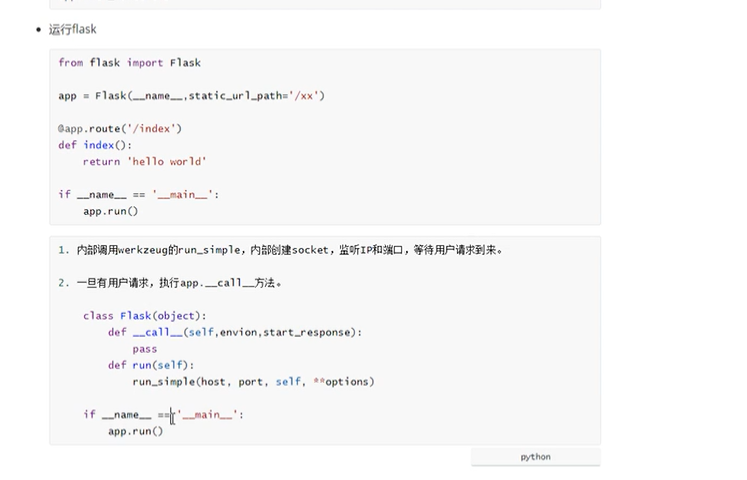 运行flask
from flask import Flask
app = Flask(__name__,static_url_path='/xx')
@app.route('/index')
def index():
    return 'hello world'
if __name__ == '__main__':
    app.run()
1. 内部调用werkzeug的run_simple，内部创建socket，监听IP和端口，等待用户请求到来。
2. 一旦有用户请求，执行app.__call__方法。
    class Flask(object):
        def __call__(self,envion,start_response):
            pass
        def run(self):
            run_simple(host, port, self, **options)
    if __name__ == '__main__':
        app.run()
python